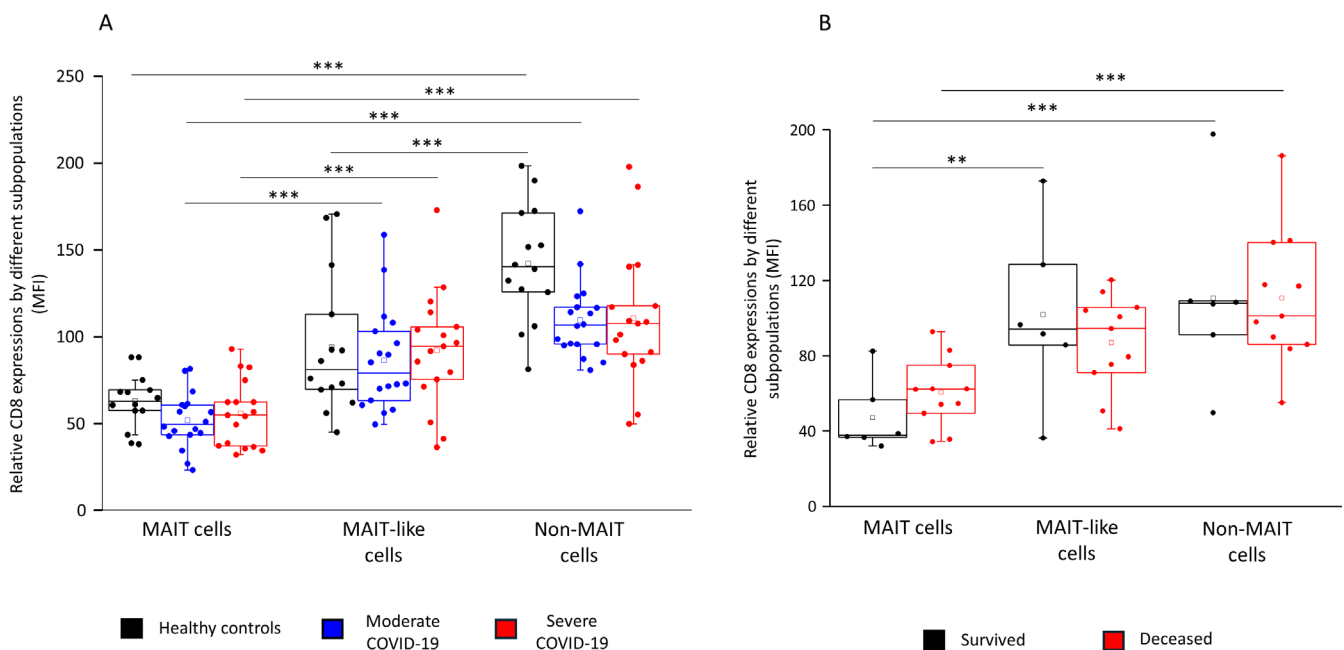 A
Relative CD8 expressions by different subpopulations
(MFI)
250
200
150
100
50
0
***
***
***
***
***
***
MAIT cells
MAIT-like
cells
Non-MAIT
cells
Healthy controls
Moderate
COVID-19
Severe
COVID-19
B
Relative CD8 expressions by different
subpopulations (MFI)
200
160
120
80
40
0
***
***
**
MAIT cells
MAIT-like
cells
Non-MAIT
cells
Survived
Deceased